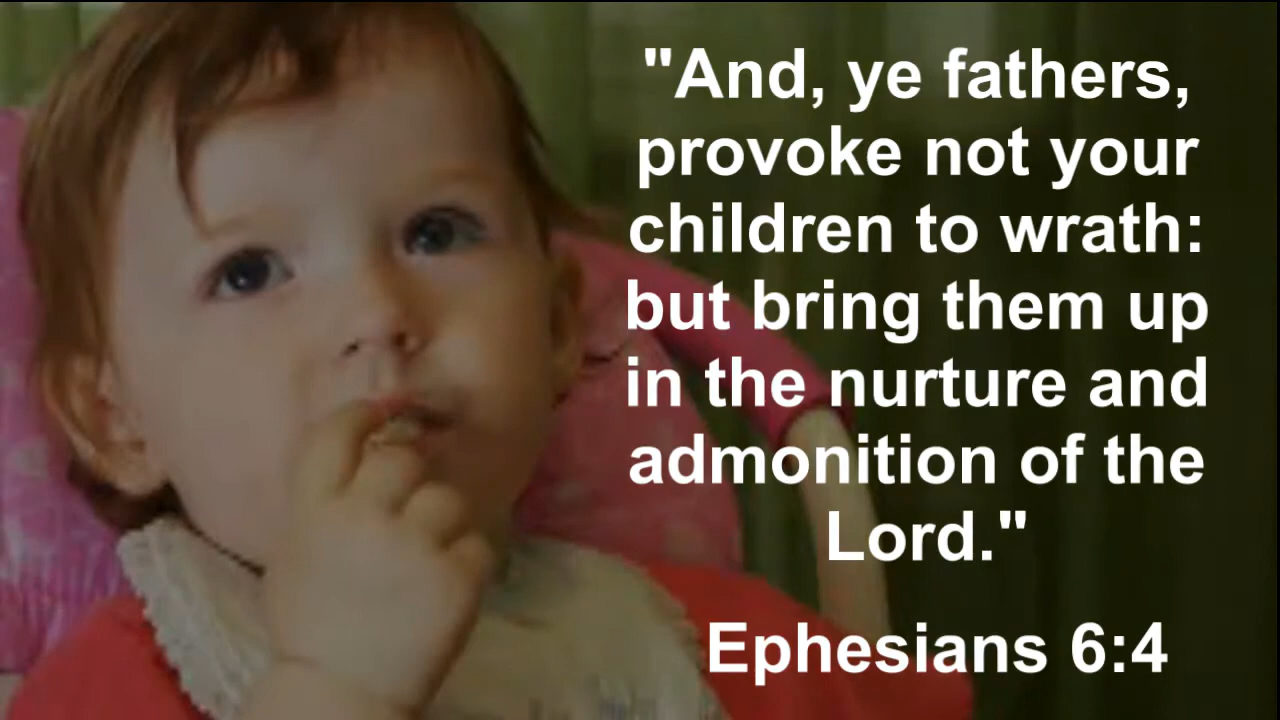 "And, ye fathers,
provoke not your
children to wrath:
but bring them up
in the nurture and
admonition of the
Lord."
Ephesians 6:4